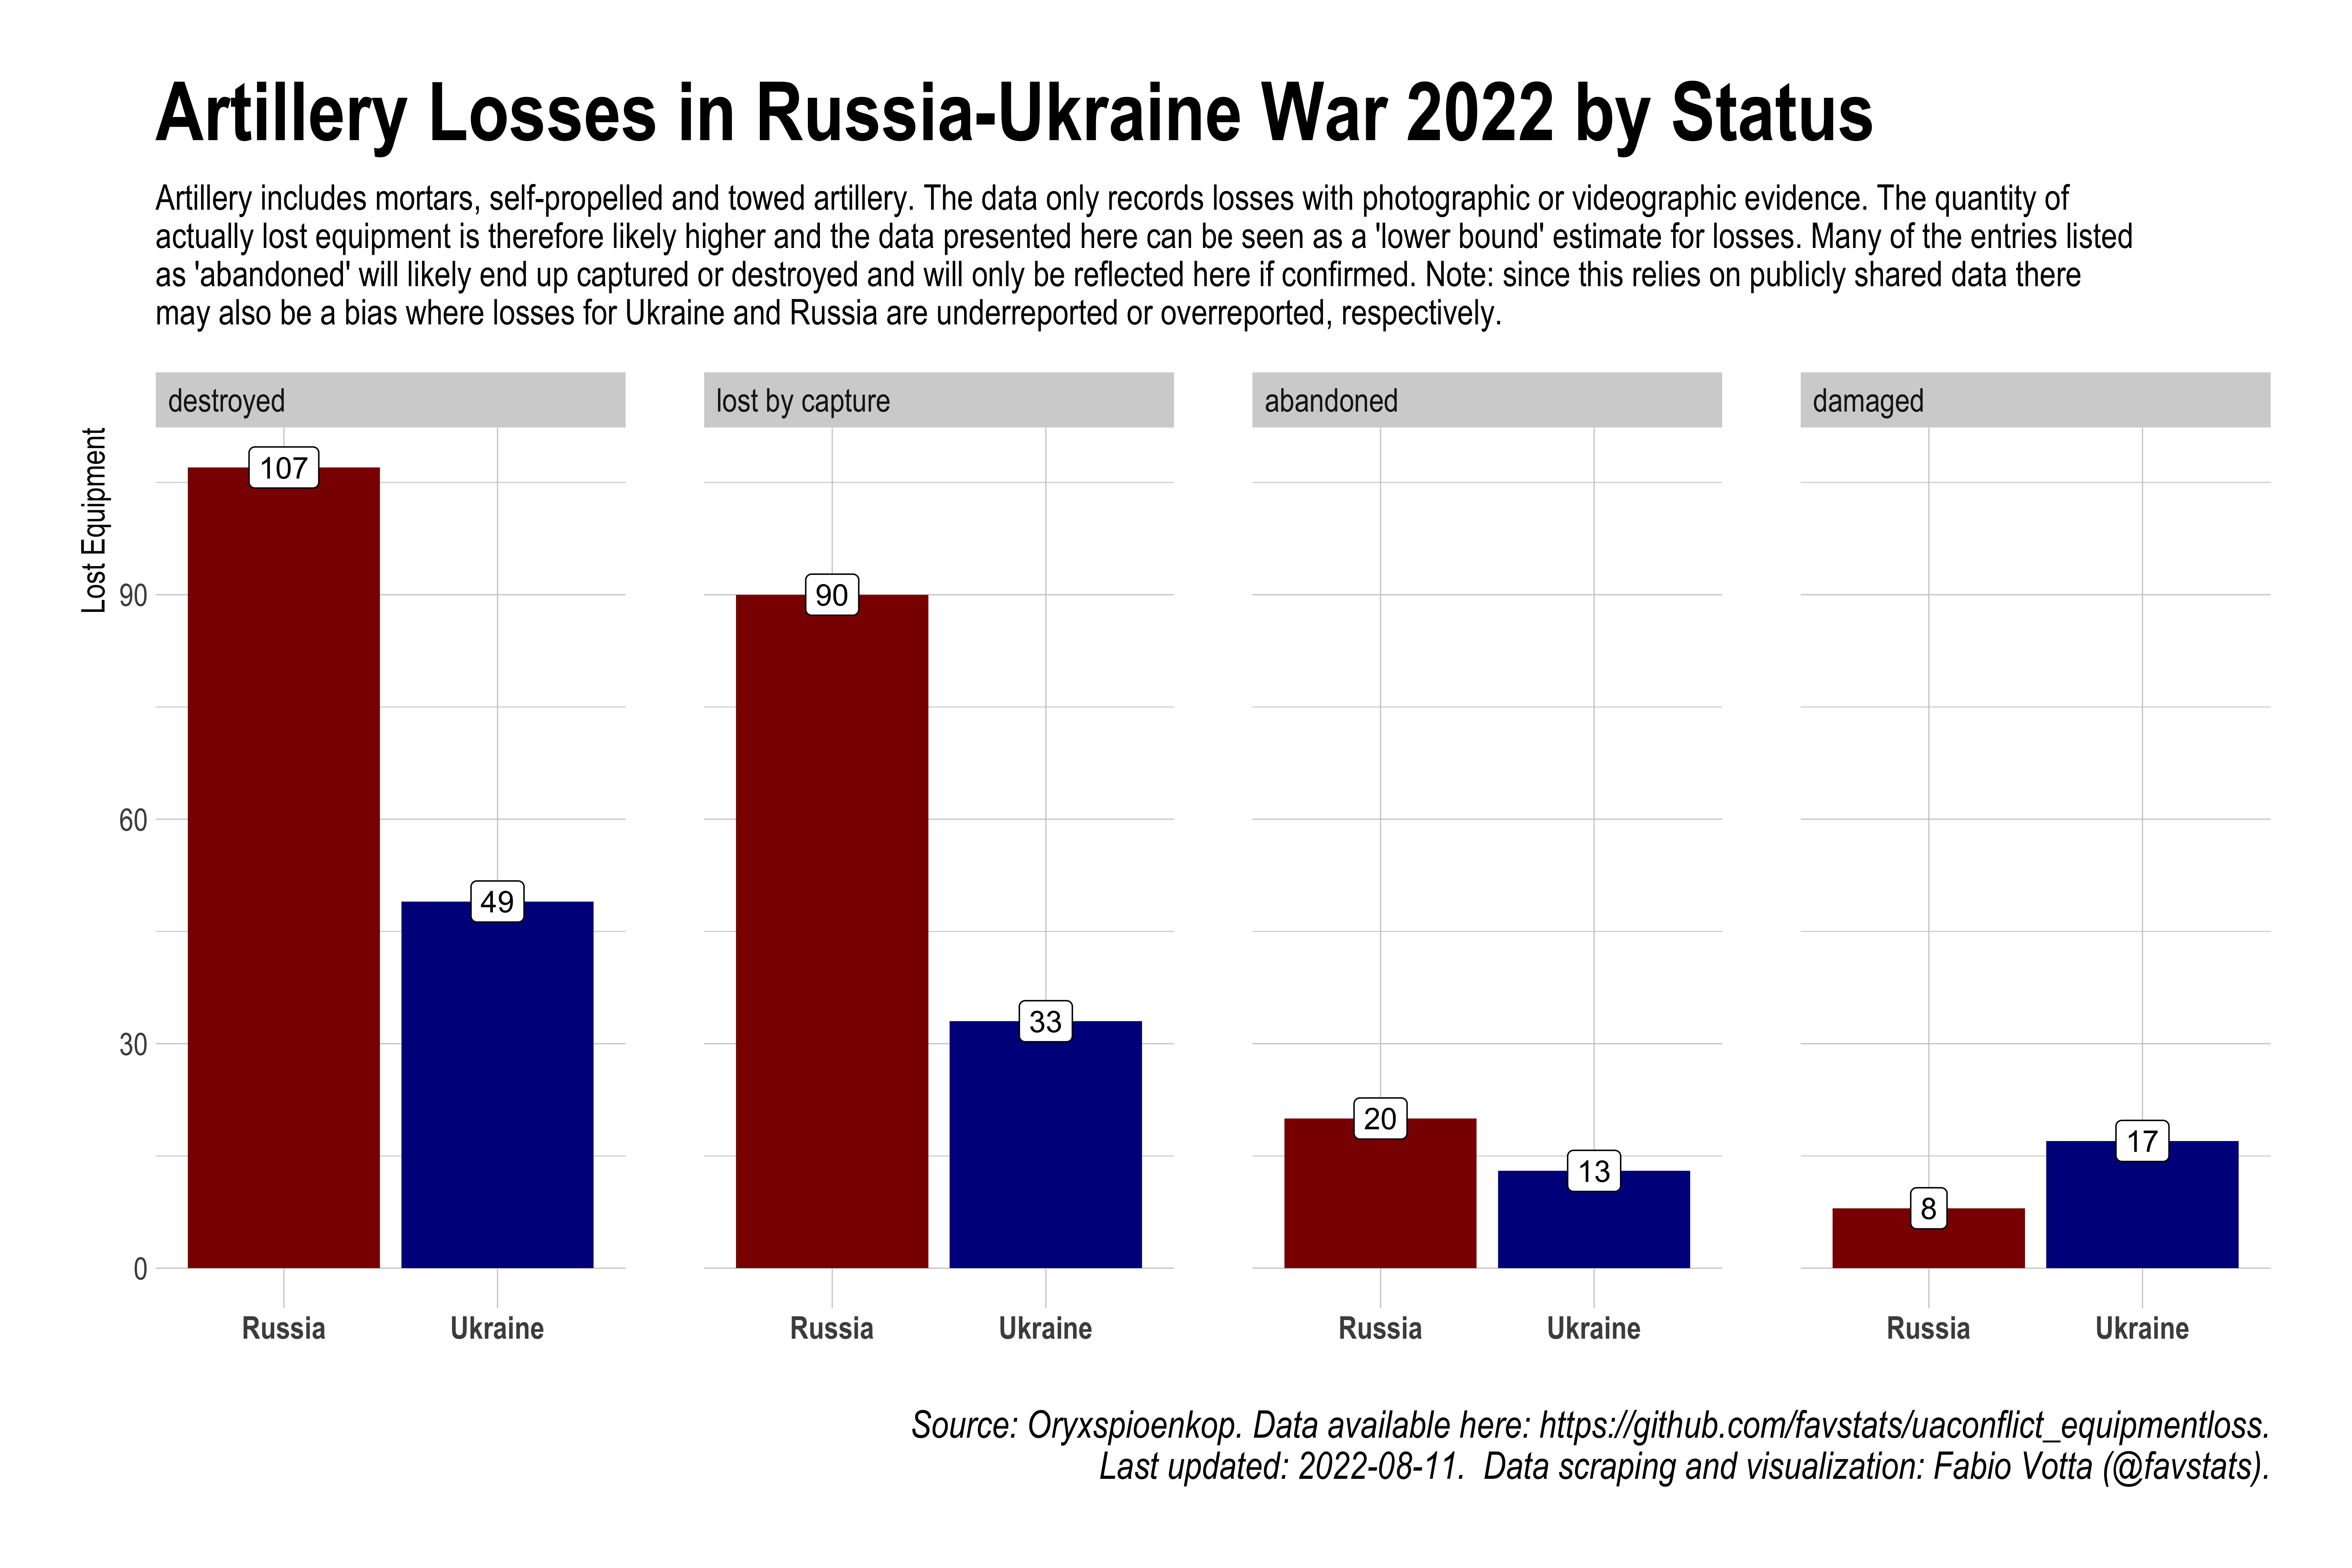 Artillery Losses in Russia-Ukraine War 2022 by Status
Artillery includes mortars, self-propelled and towed artillery. The data only records losses with photographic or videographic evidence. The quantity of
actually lost equipment is therefore likely higher and the data presented here can be seen as a 'lower bound' estimate for losses. Many of the entries listed
as 'abandoned' will likely end up captured or destroyed and will only be reflected here if confirmed. Note: since this relies on publicly shared data there
may also be a bias where losses for Ukraine and Russia are underreported or overreported, respectively.
destroyed
lost by capture
abandoned
damaged
Lost Equipment
90
60
30
0
107
49
90
33
20
13
8
17
Russia
Ukraine
Russia
Ukraine
Russia
Ukraine
Russia
Ukraine
Source: Oryxspioenkop. Data available here: https://github.com/favstats/uaconflict_equipmentloss.
Last updated: 2022-08-11.  Data scraping and visualization: Fabio Votta (@favstats).